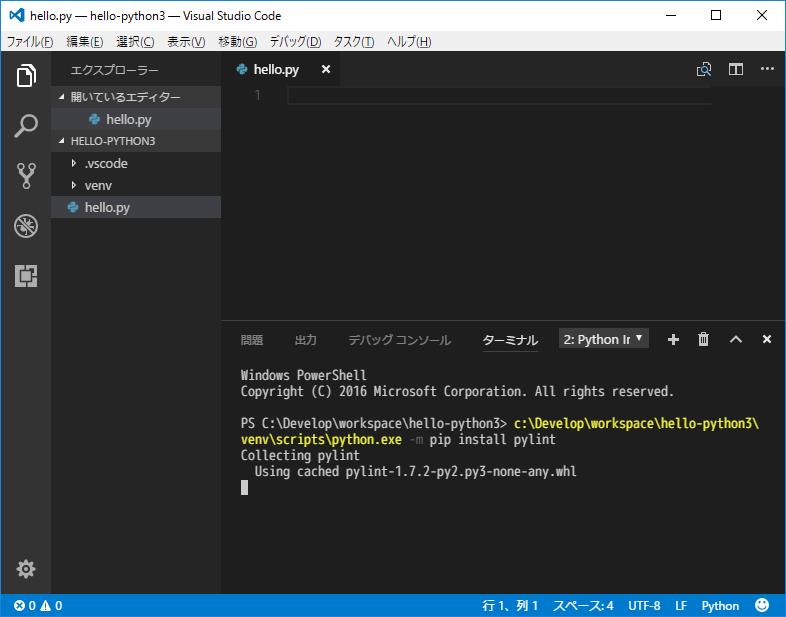 hello.py — hello-python3 — Visual Studio Code
ファイル(F) 編集(E) 選択(C) 表示(V) 移動(G) デバッグ(D) タスク(T) ヘルプ(H)
エクスプローラー
開いているエディター
hello.py
HELLO-PYTHON3
.vscode
venv
hello.py
hello.py
1
問題 出力 デバッグ コンソール ターミナル 2: Python Ir
Windows PowerShell
Copyright (C) 2016 Microsoft Corporation. All rights reserved.
PS C:\Develop\workspace\hello-python3> c:\Develop\workspace\hello-python3\
venv\scripts\python.exe -m pip install pylint
Collecting pylint
Using cached pylint-1.7.2-py2.py3-none-any.whl
0 0 行 1、列 1 スペース: 4 UTF-8 LF Python